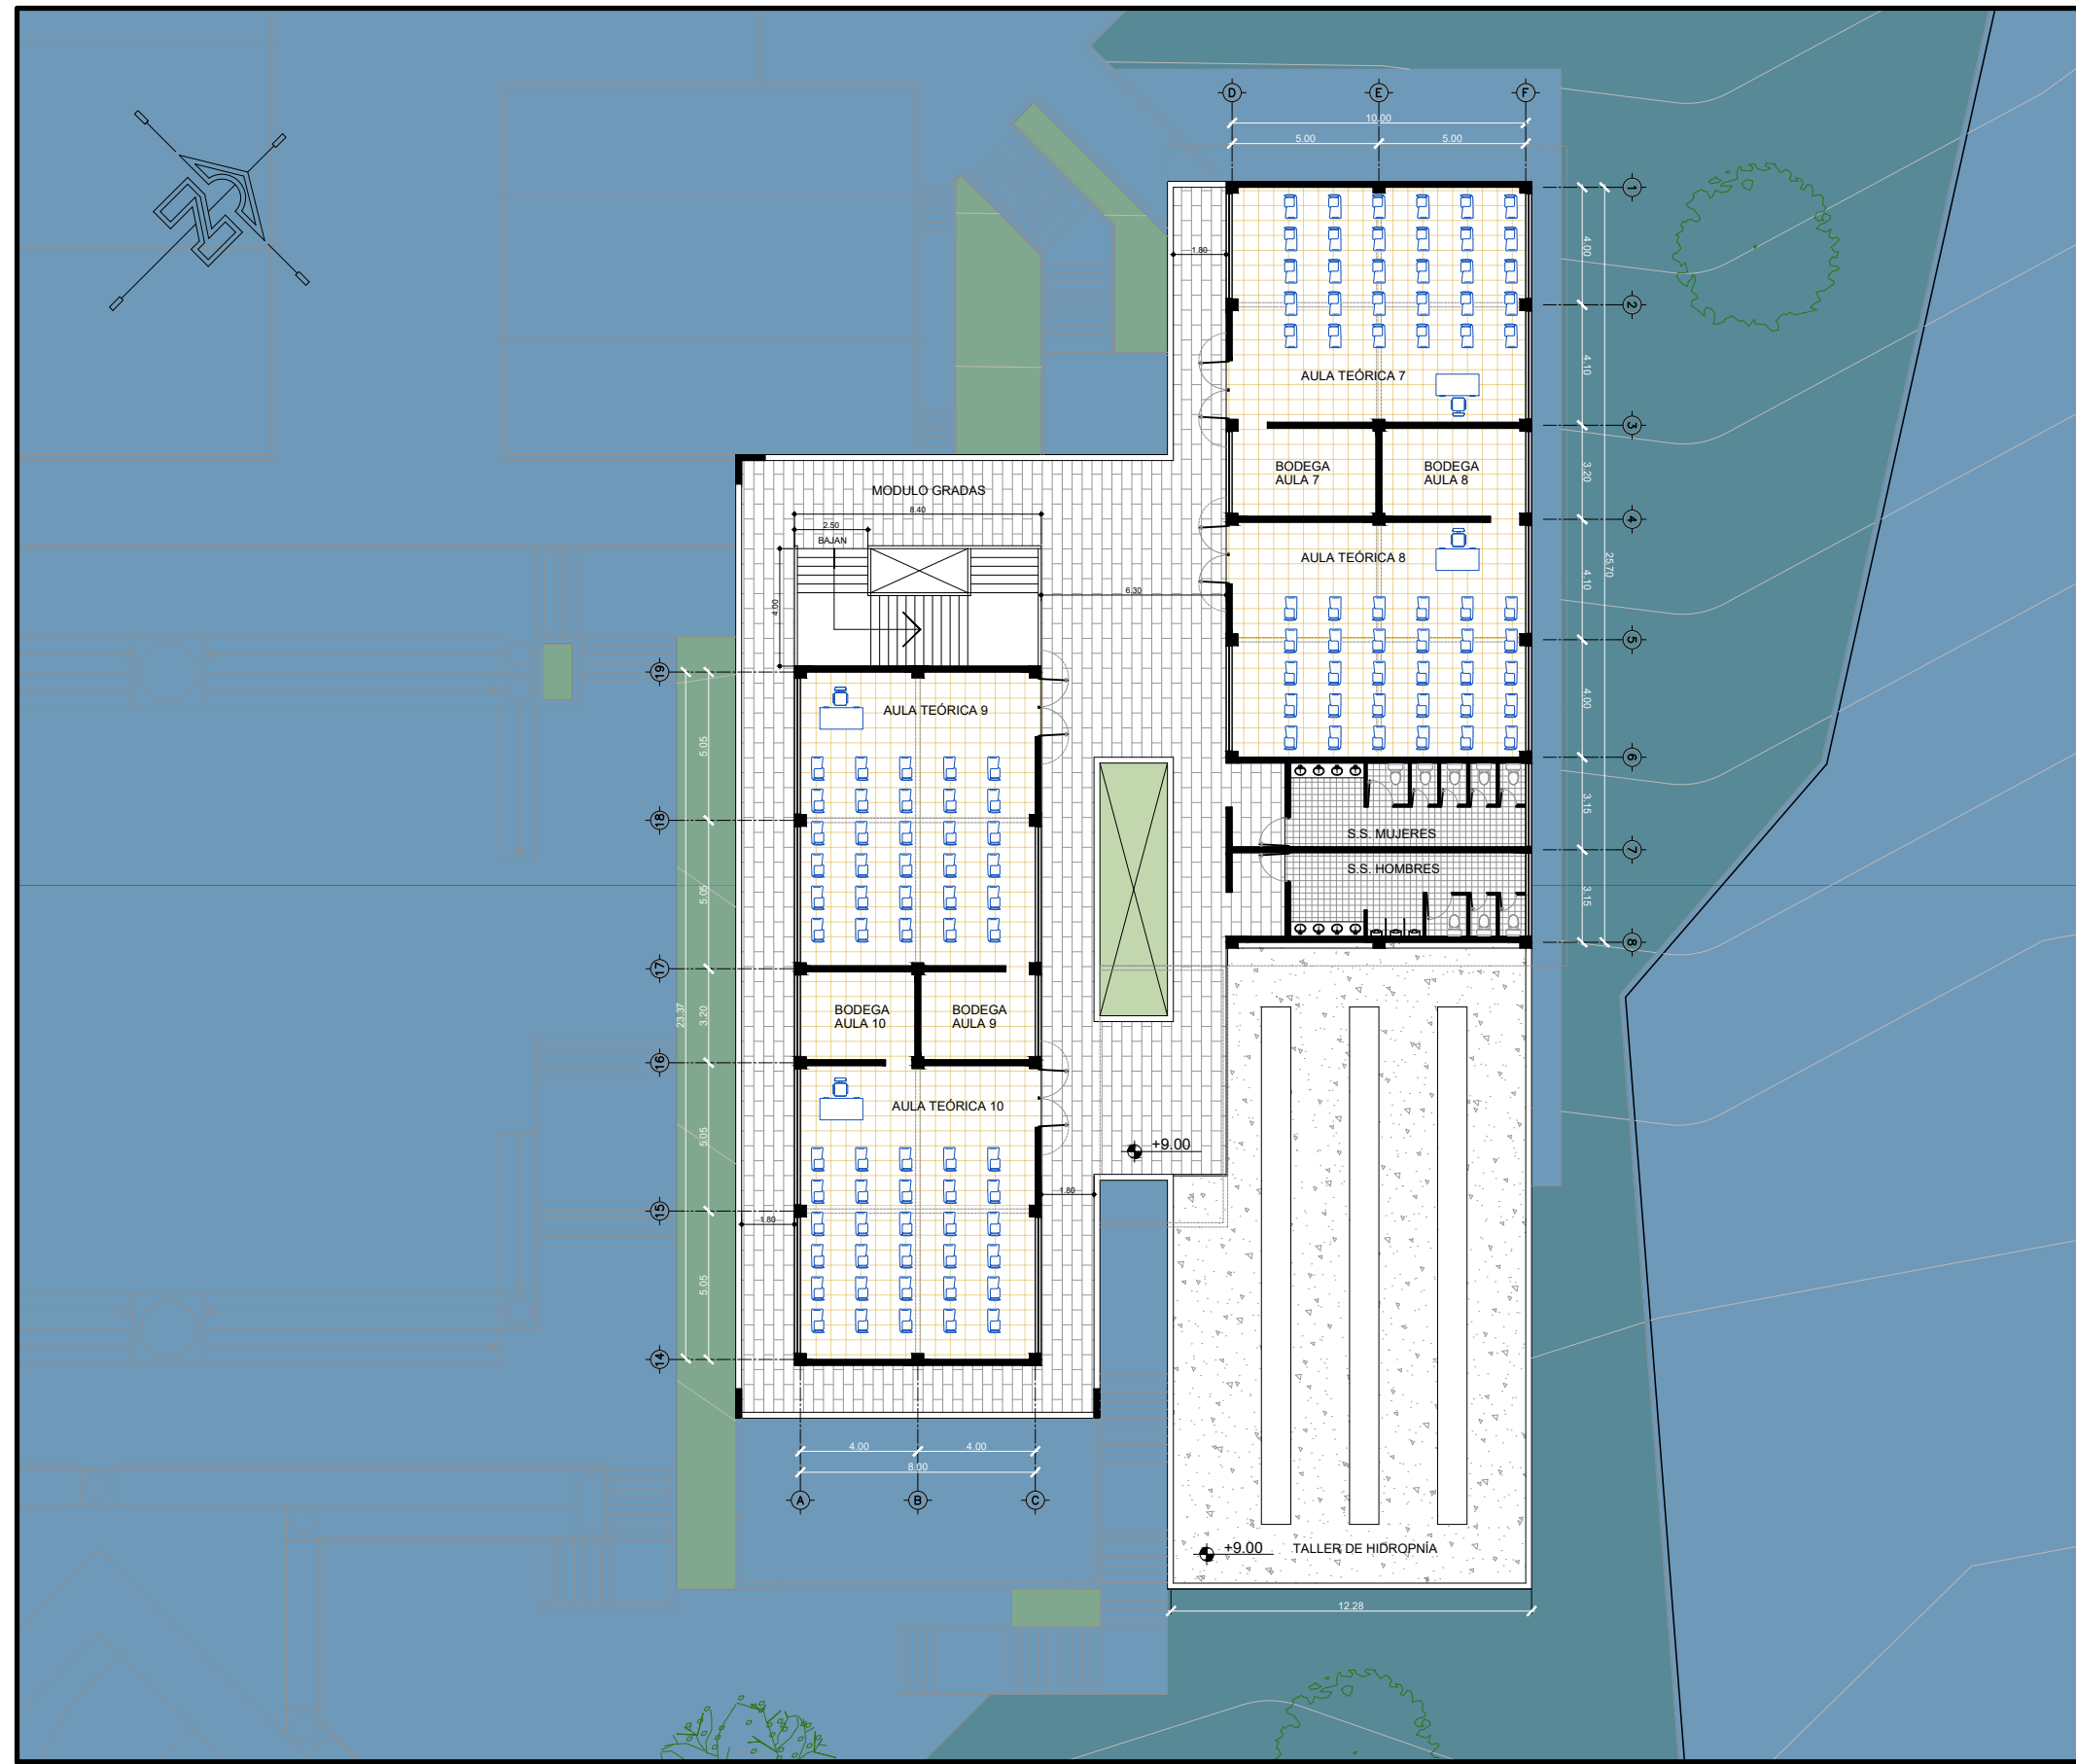 D
E
F
10.00
5.00
5.00
1
2
3
4
5
6
7
8
4.00
4.10
3.20
4.10
4.00
3.15
3.15
25.70
1.80
AULA TEÓRICA 7
BODEGA
AULA 7
BODEGA
AULA 8
AULA TEÓRICA 8
MODULO GRADAS
8.40
2.50
BAJAN
4.00
6.30
S.S. MUJERES
S.S. HOMBRES
19
18
17
16
15
14
5.05
5.05
3.20
5.05
5.05
23.37
AULA TEÓRICA 9
BODEGA
AULA 10
BODEGA
AULA 9
AULA TEÓRICA 10
+9.00
1.80
1.80
4.00
4.00
8.00
A
B
C
+9.00
TALLER DE HIDROPNÍA
12.28
N